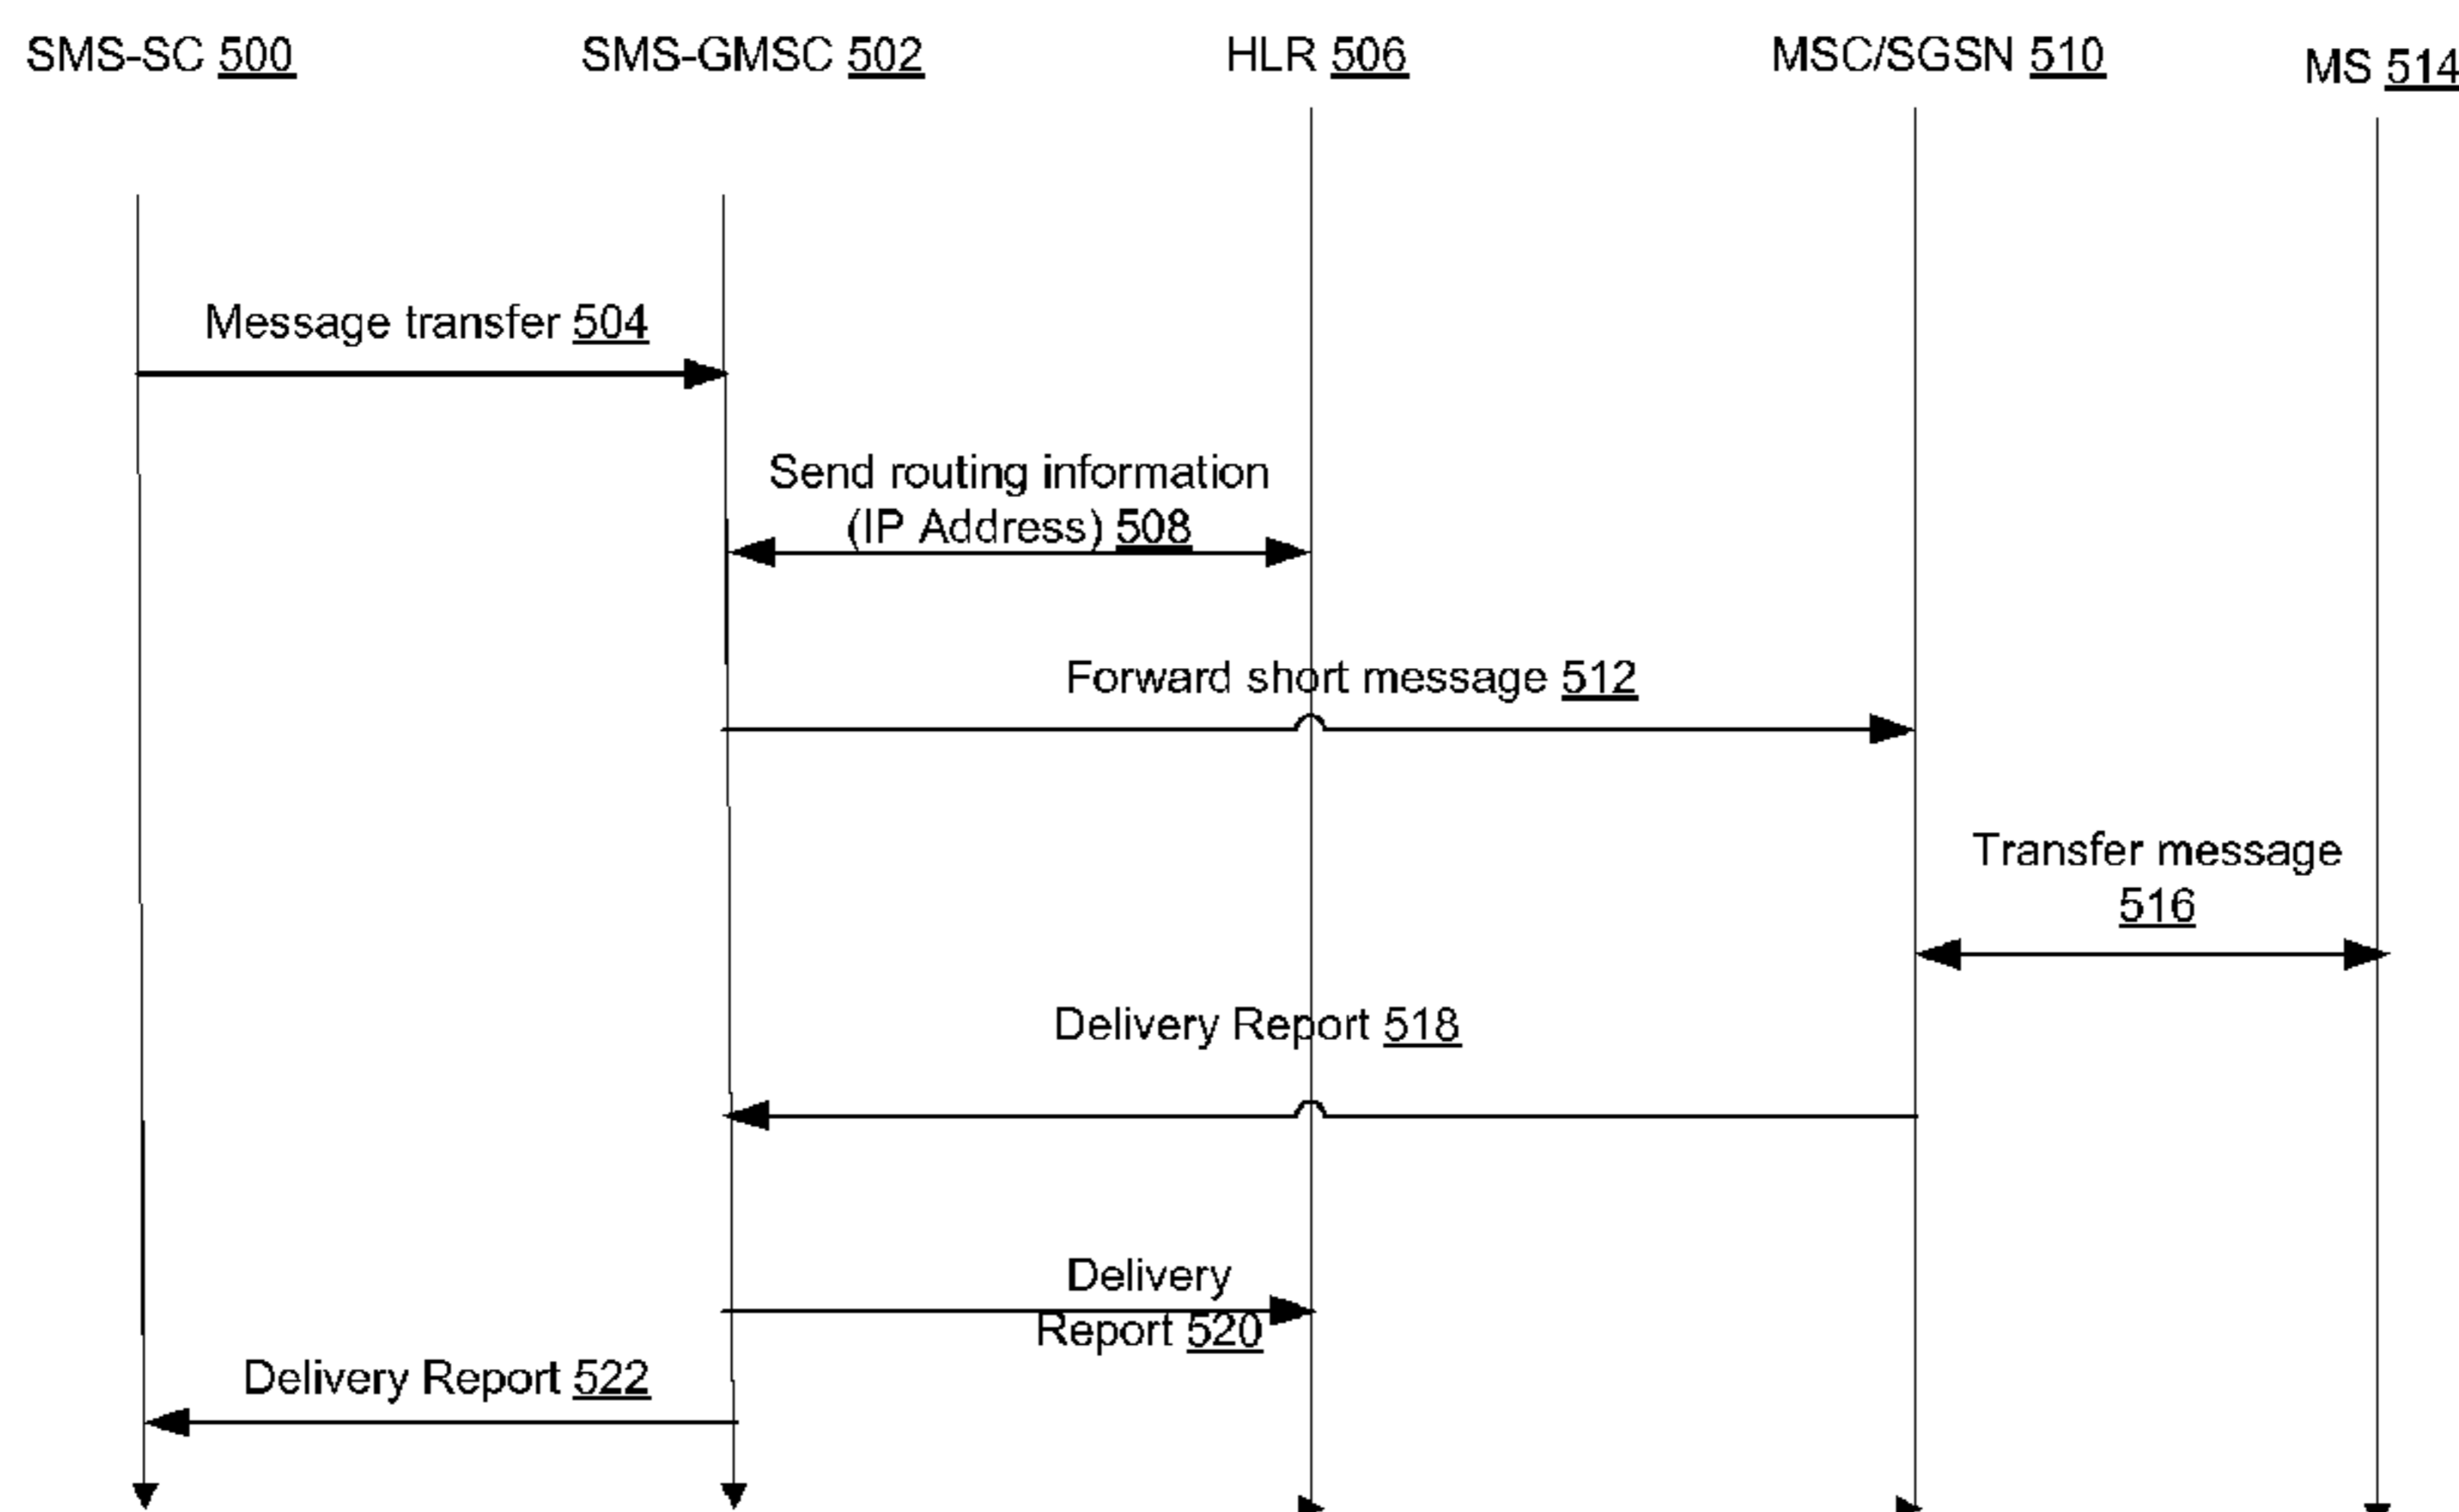 SMS-SC 500
SMS-GMSC 502
HLR 506
MSC/SGSN 510
MS 514
Message transfer 504
Send routing information
(IP Address) 508
Forward short message 512
Transfer message
516
Delivery Report 518
Delivery
Report 520
Delivery Report 522